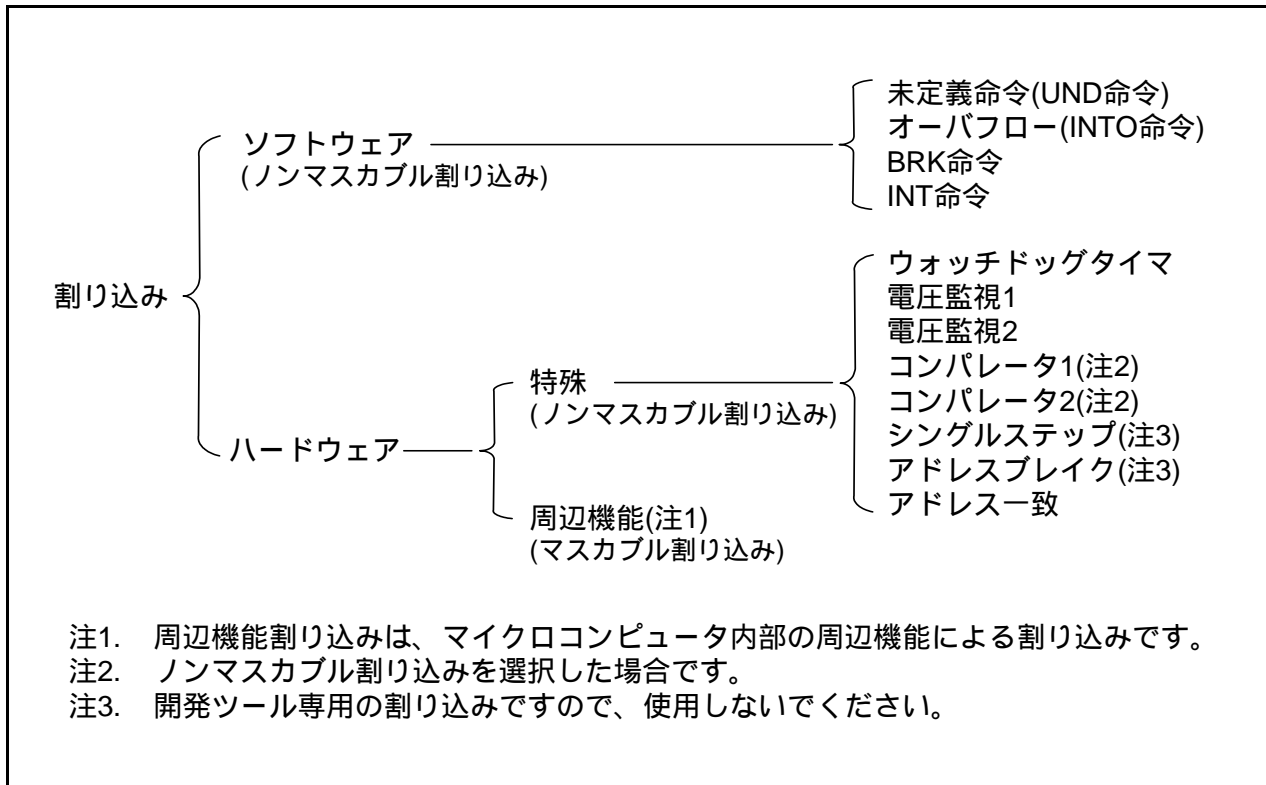 未定義命令(UND命令)
オーバフロー(INTO命令)
BRK命令
INT命令
ソフトウェア
(ノンマスカブル割り込み)
割り込み
ウォッチドッグタイマ
電圧監視1
電圧監視2
コンパレータ1(注2)
コンパレータ2(注2)
シングルステップ(注3)
アドレスブレイク(注3)
アドレス一致
特殊
(ノンマスカブル割り込み)
ハードウェア
周辺機能(注1)
(マスカブル割り込み)
注1. 周辺機能割り込みは、マイクロコンピュータ内部の周辺機能による割り込みです。
注2. ノンマスカブル割り込みを選択した場合です。
注3. 開発ツール専用の割り込みですので、使用しないでください。